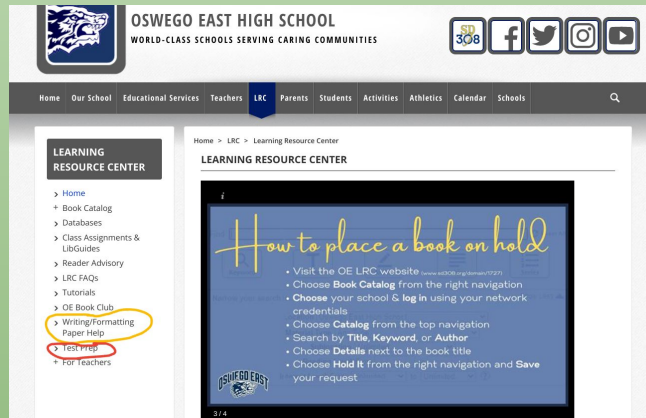 OSWEGO EAST HIGH SCHOOL
WORLD-CLASS SCHOOLS SERVING CARING COMMUNITIES
SD
308
Home Our School Educational Services Teachers LRC Parents Students Activities Athletics Calendar Schools
LEARNING
RESOURCE CENTER
> Home
+ Book Catalog
> Databases
> Class Assignments &
LibGuides
> Reader Advisory
> LRC FAQs
> Tutorials
> OE Book Club
> Writing/Formatting
Paper Help
> Test Prep
+ For Teachers
Home > LRC > Learning Resource Center
LEARNING RESOURCE CENTER
i
How to place a book on hold
• Visit the OE LRC website (www.sd308.org/domain/1727)
• Choose Book Catalog from the right navigation
• Choose your school & log in using your network
credentials
• Choose Catalog from the top navigation
• Search by Title, Keyword, or Author
• Choose Details next to the book title
• Choose Hold It from the right navigation and Save
your request
OSWEGO EAST
3 / 4